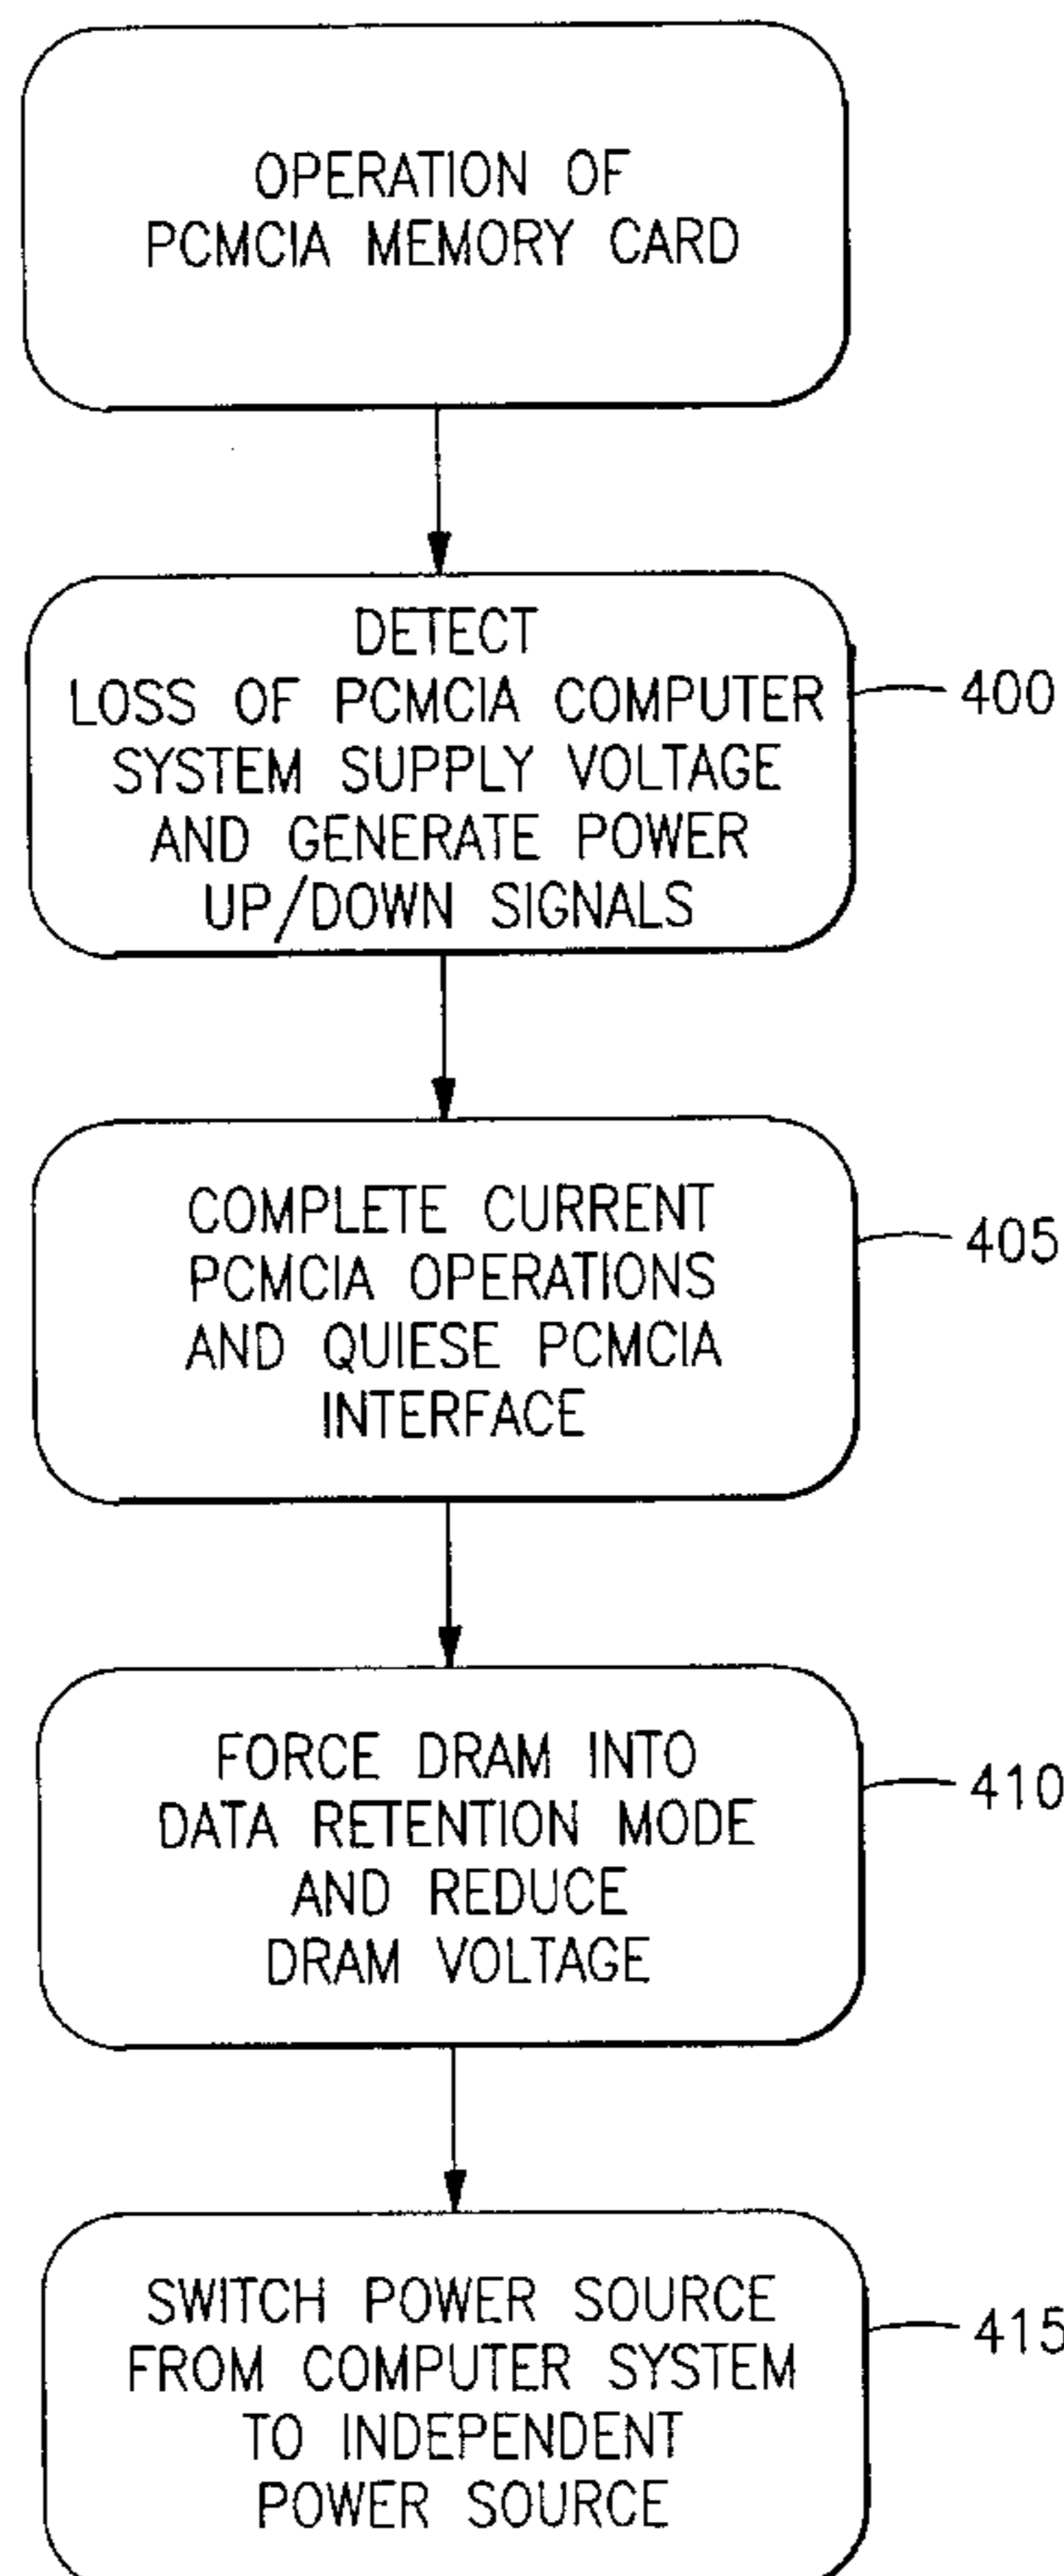 OPERATION OF
PCMCIA MEMORY CARD
DETECT
LOSS OF PCMCIA COMPUTER
SYSTEM SUPPLY VOLTAGE
AND GENERATE POWER
UP/DOWN SIGNALS
400
COMPLETE CURRENT
PCMCIA OPERATIONS
AND QUIESE PCMCIA
INTERFACE
405
FORCE DRAM INTO
DATA RETENTION MODE
AND REDUCE
DRAM VOLTAGE
410
SWITCH POWER SOURCE
FROM COMPUTER SYSTEM
TO INDEPENDENT
POWER SOURCE
415